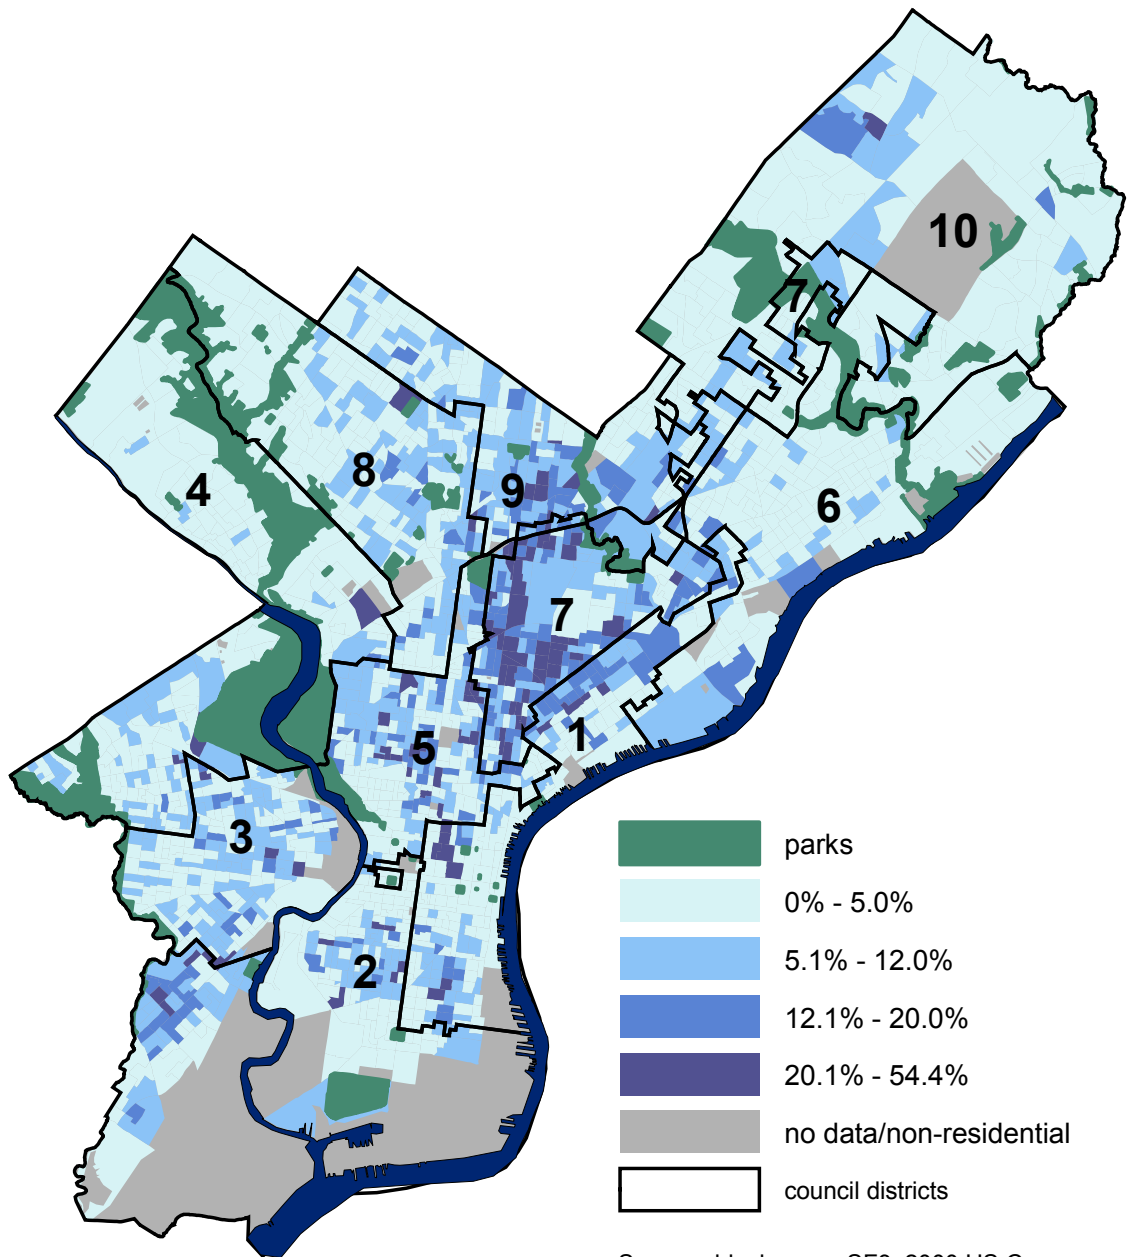 10
7
8
4
9
6
7
1
5
3
2
parks
0% - 5.0%
5.1% - 12.0%
12.1% - 20.0%
20.1% - 54.4%
no data/non-residential
council districts